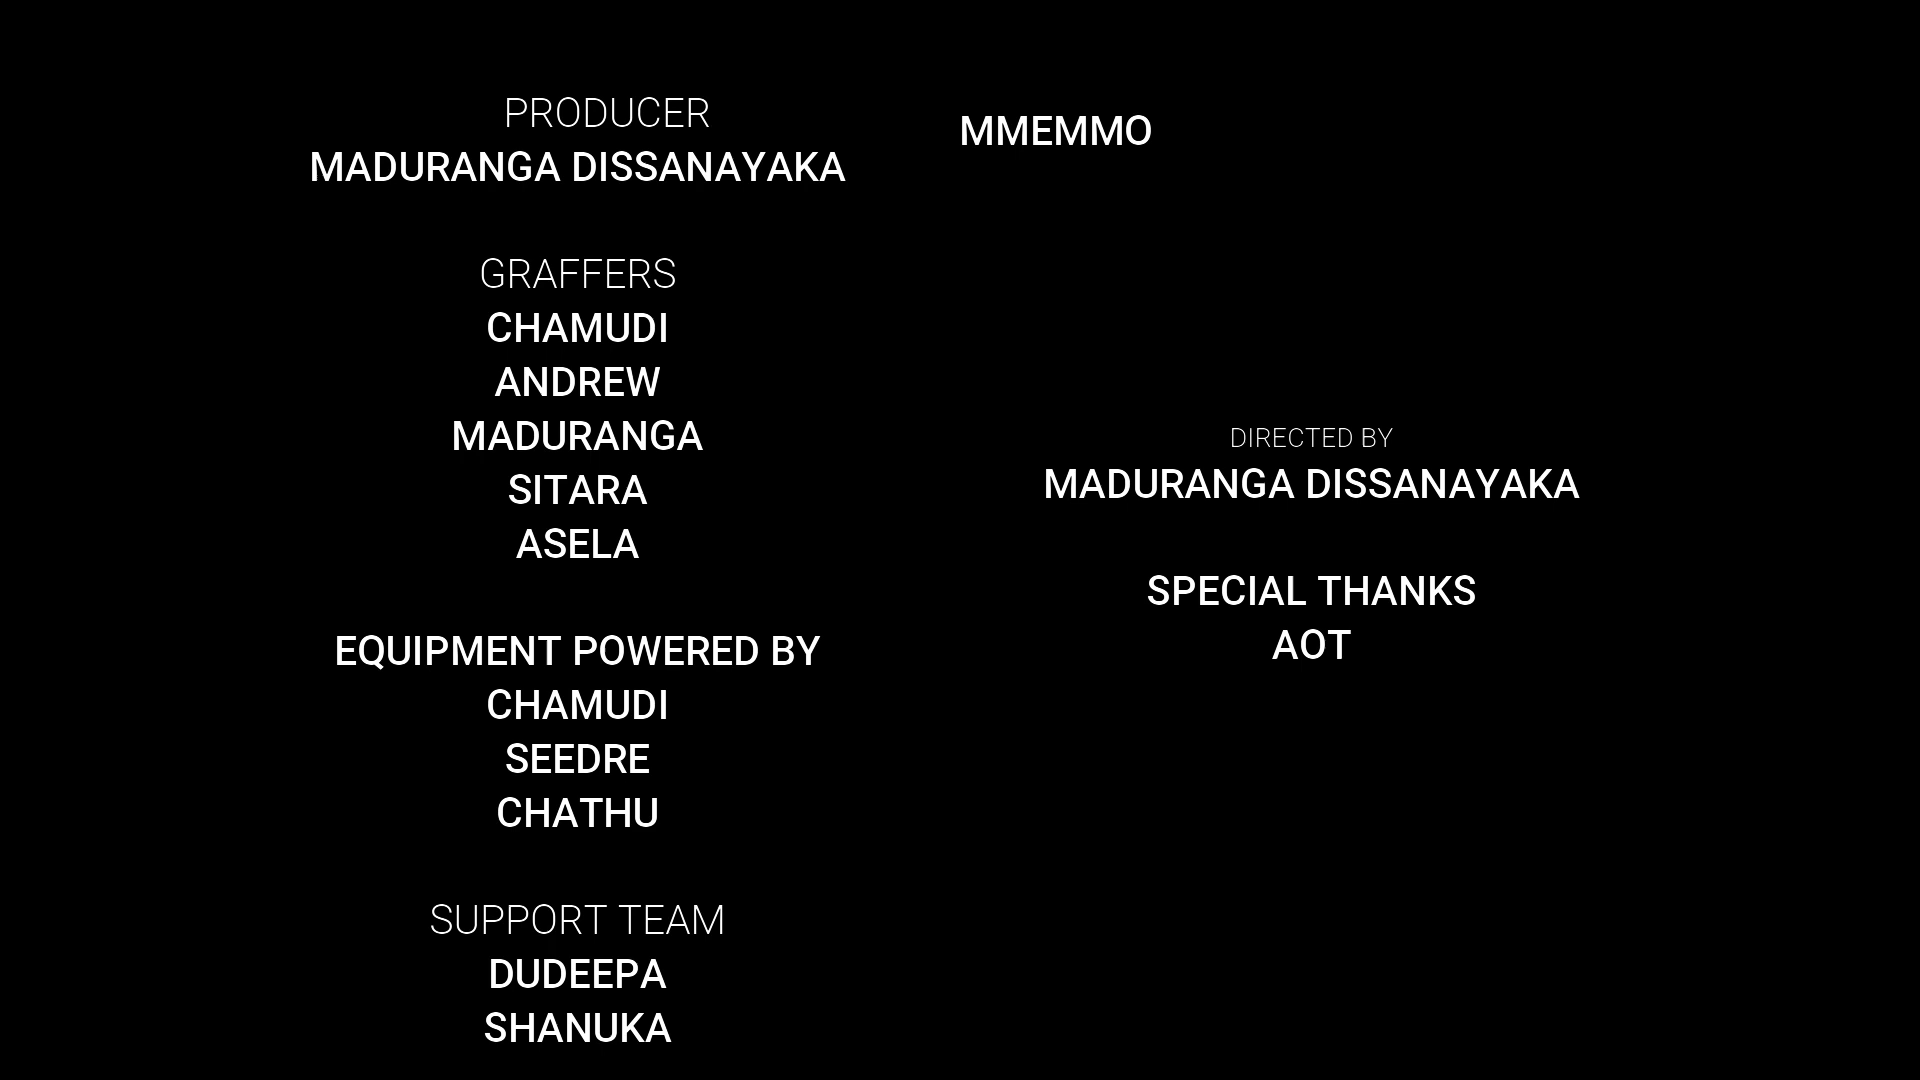 PRODUCER
MADURANGA DISSANAYAKA
GRAFFERS
CHAMUDI
ANDREW
MADURANGA
SITARA
ASELA
EQUIPMENT POWERED BY
CHAMUDI
SEEDRE
CHATHU
SUPPORT TEAM
DUDEEPA
SHANUKA
MMEMMO
DIRECTED BY
MADURANGA DISSANAYAKA
SPECIAL THANKS
AOT